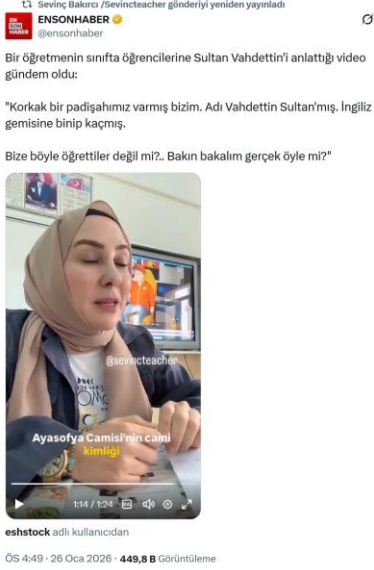 Sevinç Bakırcı /Sevincteacher gönderiyi yeniden yayınladı
EN
SON
HABER
ENSONHABER
@ensonhaber
Bir öğretmenin sınıfta öğrencilerine Sultan Vahdettin'i anlattığı video
gündem oldu:
"Korkak bir padişahımız varmış bizim. Adı Vahdettin Sultan'mış. İngiliz
gemisine binip kaçmış.
Bize böyle öğrettiler değil mi?.. Bakın bakalım gerçek öyle mi?"
@sevincteacher
Ayasofya Camisi'nin cami
kimliği
1:14 / 1:24
eshstock adlı kullanıcıdan
ÖS 4:49 · 26 Oca 2026 · 449,8 B Görüntüleme